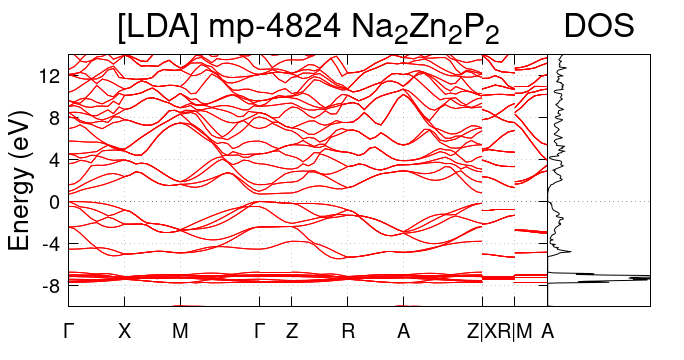 [LDA] mp-4824 Na₂Zn₂P₂
DOS
Energy (eV)
12
8
4
0
-4
-8
Γ X M Γ Z R A Z|XR|M A